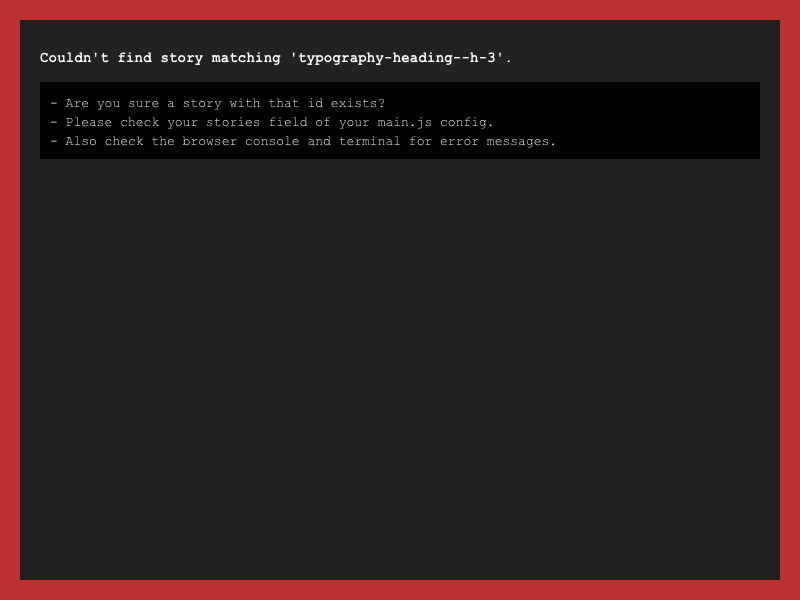 Couldn't find story matching 'typography-heading--h-3'.
- Are you sure a story with that id exists?
- Please check your stories field of your main.js config.
- Also check the browser console and terminal for error messages.